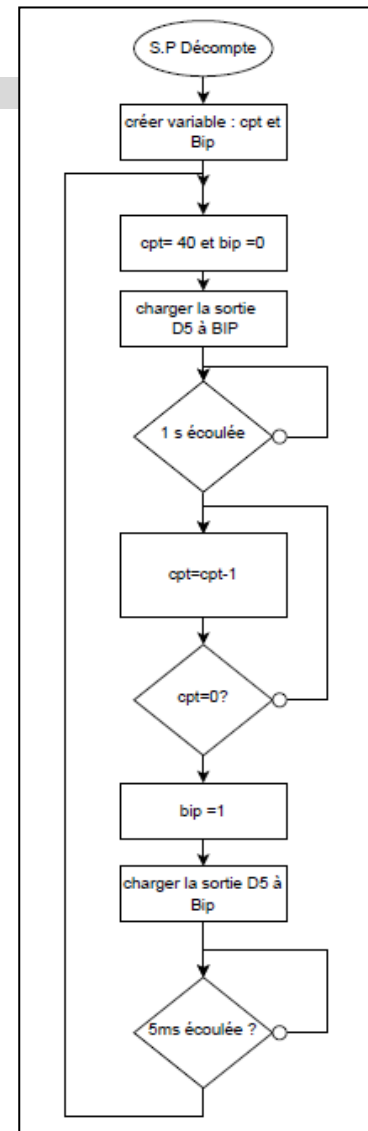 S.P Décompte
créer variable : cpt et
Bip
cpt= 40 et bip =0
charger la sortie
D5 à BIP
1 s écoulée
cpt=cpt-1
cpt=0?
bip =1
charger la sortie D5 à
Bip
5ms écoulée ?